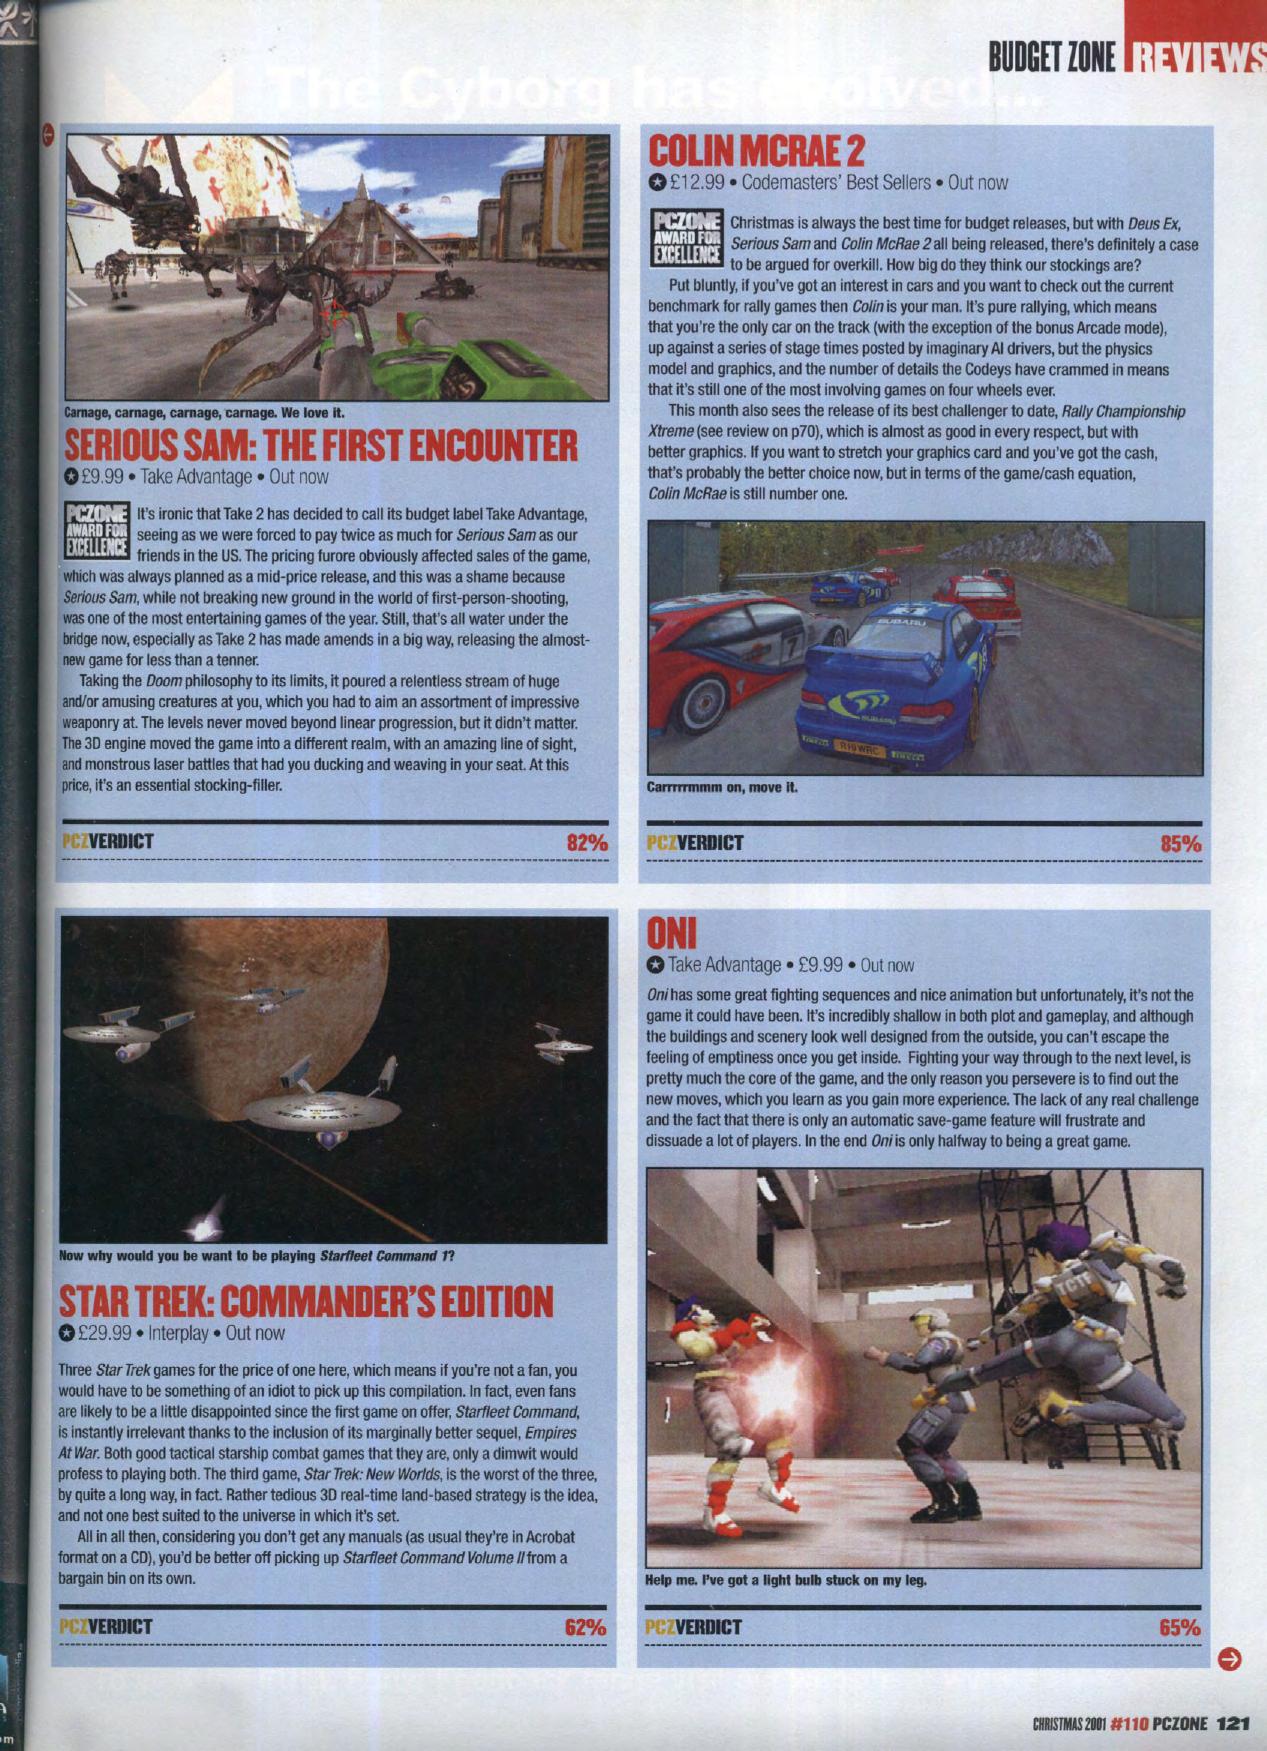 BUDGET ZONE REVIEWS
The Cyborg has evolved...
Carnage, carnage, carnage, carnage. We love it.
SERIOUS SAM: THE FIRST ENCOUNTER
£9.99 • Take Advantage • Out now
PCZONE
AWARD FOR
EXCELLENCE
It's ironic that Take 2 has decided to call its budget label Take Advantage,
seeing as we were forced to pay twice as much for Serious Sam as our
friends in the US. The pricing furore obviously affected sales of the game,
which was always planned as a mid-price release, and this was a shame because
Serious Sam, while not breaking new ground in the world of first-person-shooting,
was one of the most entertaining games of the year. Still, that's all water under the
bridge now, especially as Take 2 has made amends in a big way, releasing the almost-
new game for less than a tenner.
Taking the Doom philosophy to its limits, it poured a relentless stream of huge
and/or amusing creatures at you, which you had to aim an assortment of impressive
weaponry at. The levels never moved beyond linear progression, but it didn't matter.
The 3D engine moved the game into a different realm, with an amazing line of sight,
and monstrous laser battles that had you ducking and weaving in your seat. At this
price, it's an essential stocking-filler.
PCZVERDICT 82%
COLIN MCRAE 2
£12.99 • Codemasters' Best Sellers • Out now
PCZONE
AWARD FOR
EXCELLENCE
Christmas is always the best time for budget releases, but with Deus Ex,
Serious Sam and Colin McRae 2 all being released, there's definitely a case
to be argued for overkill. How big do they think our stockings are?
Put bluntly, if you've got an interest in cars and you want to check out the current
benchmark for rally games then Colin is your man. It's pure rallying, which means
that you're the only car on the track (with the exception of the bonus Arcade mode),
up against a series of stage times posted by imaginary AI drivers, but the physics
model and graphics, and the number of details the Codeys have crammed in means
that it's still one of the most involving games on four wheels ever.
This month also sees the release of its best challenger to date, Rally Championship
Xtreme (see review on p70), which is almost as good in every respect, but with
better graphics. If you want to stretch your graphics card and you've got the cash,
that's probably the better choice now, but in terms of the game/cash equation,
Colin McRae is still number one.
SUBARU
7
SUBARU
R19 WRC
Carrrrrmmm on, move it.
PCZVERDICT 85%
Now why would you be want to be playing Starfleet Command 1?
STAR TREK: COMMANDER'S EDITION
£29.99 • Interplay • Out now
Three Star Trek games for the price of one here, which means if you're not a fan, you
would have to be something of an idiot to pick up this compilation. In fact, even fans
are likely to be a little disappointed since the first game on offer, Starfleet Command,
is instantly irrelevant thanks to the inclusion of its marginally better sequel, Empires
At War. Both good tactical starship combat games that they are, only a dimwit would
profess to playing both. The third game, Star Trek: New Worlds, is the worst of the three,
by quite a long way, in fact. Rather tedious 3D real-time land-based strategy is the idea,
and not one best suited to the universe in which it's set.
All in all then, considering you don't get any manuals (as usual they're in Acrobat
format on a CD), you'd be better off picking up Starfleet Command Volume II from a
bargain bin on its own.
PCZVERDICT 62%
ONI
Take Advantage • £9.99 • Out now
Oni has some great fighting sequences and nice animation but unfortunately, it's not the
game it could have been. It's incredibly shallow in both plot and gameplay, and although
the buildings and scenery look well designed from the outside, you can't escape the
feeling of emptiness once you get inside. Fighting your way through to the next level, is
pretty much the core of the game, and the only reason you persevere is to find out the
new moves, which you learn as you gain more experience. The lack of any real challenge
and the fact that there is only an automatic save-game feature will frustrate and
dissuade a lot of players. In the end Oni is only halfway to being a great game.
TCTF
Help me. I've got a light bulb stuck on my leg.
PCZVERDICT 65%
CHRISTMAS 2001 #110 PCZONE 121